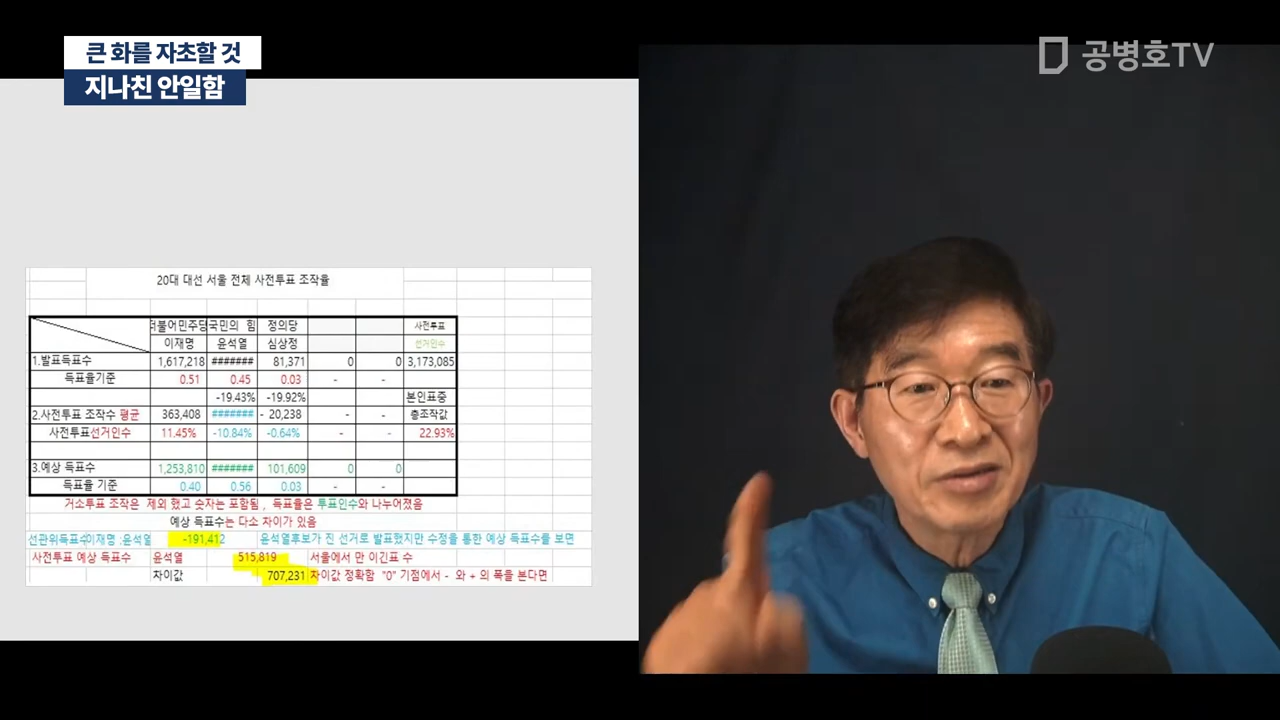 큰 화를 자초할 것
지나친 안일함
공병호TV
20대 대선 서울 전체 사전투표 조작율
더불어민주당 국민의 힘 정의당 사전투표
이재명 윤석열 심상정 선거인수
1.발표득표수 1,617,218 ####### 81,371 0 0 3,173,085
득표율기준 0.51 0.45 0.03 - -
-19.43% -19.92% 본인표중
2.사전투표 조작수 평균 363,408 ####### - 20,238 - - 총조작값
사전투표선거인수 11.45% -10.84% -0.64% - - 22.93%
3.예상 득표수 1,253,810 ####### 101,609 0 0
득표율 기준 0.40 0.56 0.03 - -
거소투표 조작은 제외 했고 숫자는 포함됨 , 득표율은 투표인수와 나누어졌음
예상 득표수는 다소 차이가 있음
선관위득표수이재명 :윤석열 -191,412 윤석열후보가 진 선거로 발표했지만 수정을 통한 예상 득표수를 보면
사전투표 예상 득표수 윤석열 515,819 서울에서 만 이긴표 수
차이값 707,231 차이값 정확함 "0" 기점에서 - 와 + 의 폭을 본다면